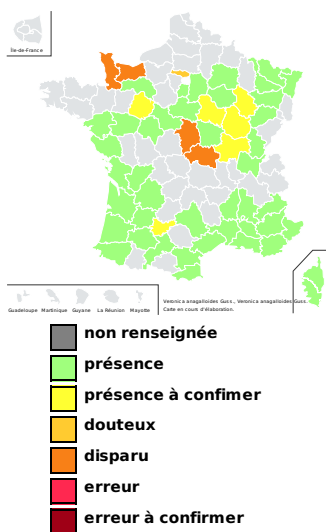 Île-de-France
Veronica anagalloides Guss., Veronica anagalloides Guss.
Carte en cours d'élaboration.
Guadeloupe Martinique Guyane La Réunion Mayotte
non renseignée
présence
présence à confimer
douteux
disparu
erreur
erreur à confirmer